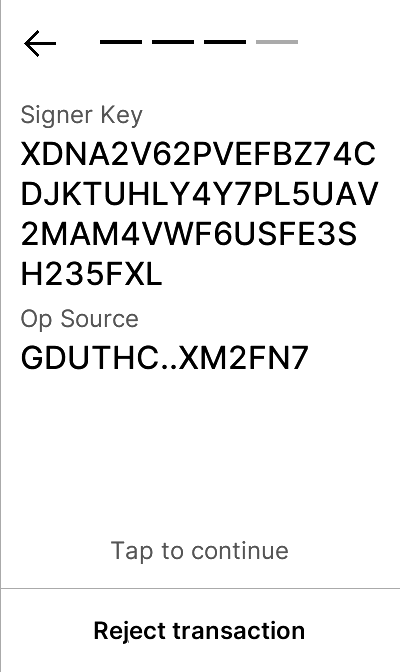 Signer Key
XDNA2V62PVEFBZ74C
DJKTUHLY4Y7PL5UAV
2MAM4VWF6USFE3S
H235FXL
Op Source
GDUTHC..XM2FN7
Tap to continue
Reject transaction